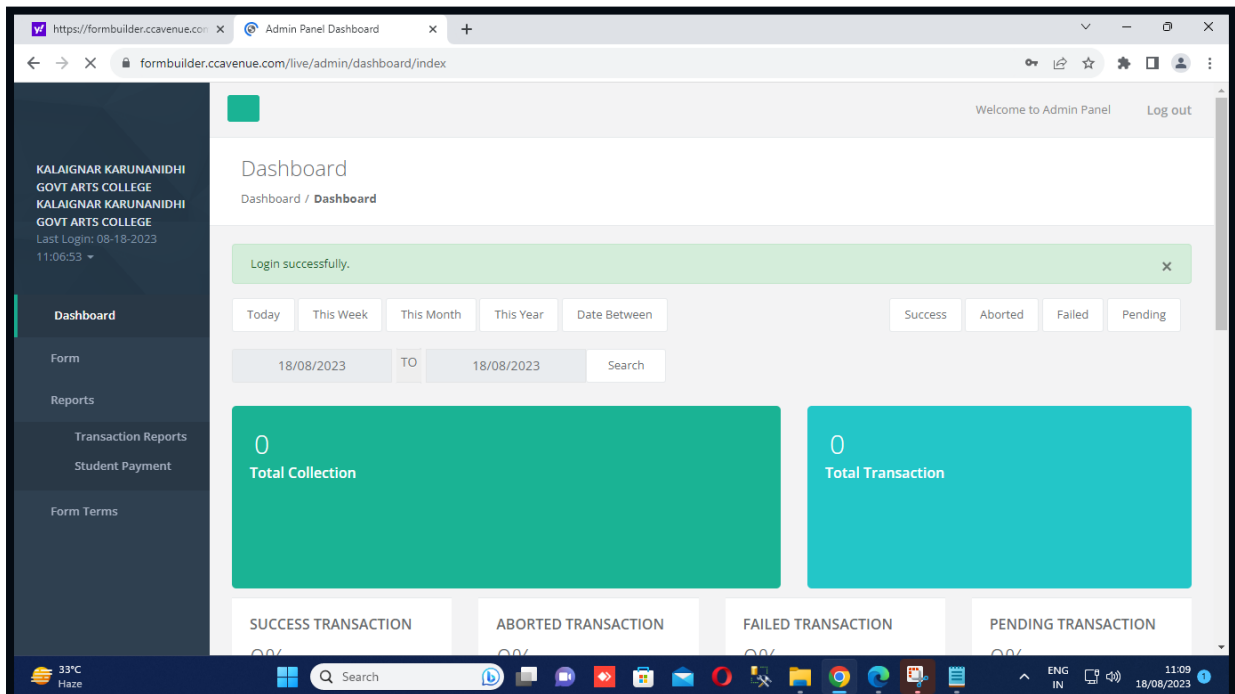 https://formbuilder.ccavenue.con
Admin Panel Dashboard
formbuilder.ccavenue.com/live/admin/dashboard/index
Welcome to Admin Panel
Log out
KALAIGNAR KARUNANIDHI
GOVT ARTS COLLEGE
KALAIGNAR KARUNANIDHI
GOVT ARTS COLLEGE
Last Login: 08-18-2023
11:06:53
Dashboard
Dashboard / Dashboard
Login successfully.
Dashboard
Form
Reports
Transaction Reports
Student Payment
Form Terms
Today
This Week
This Month
This Year
Date Between
Success
Aborted
Failed
Pending
18/08/2023
TO
18/08/2023
Search
0
Total Collection
0
Total Transaction
SUCCESS TRANSACTION
ABORTED TRANSACTION
FAILED TRANSACTION
PENDING TRANSACTION
33°C
Haze
Search
ENG
IN
11:09
18/08/2023
1